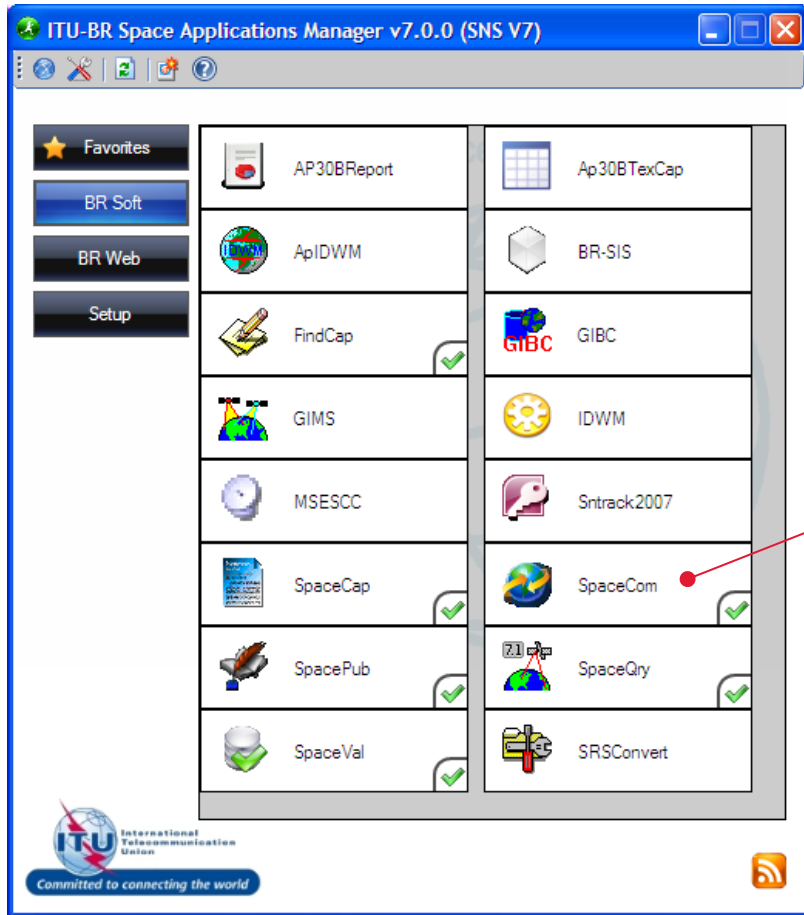 ITU-BR Space Applications Manager v7.0.0 (SNS V7)
Favorites
BR Soft
BR Web
Setup
AP30BReport
Ap30BTexCap
IDWM
ApIDWM
BR-SIS
FindCap
GIBC
GIBC
GIMS
IDWM
MSESCC
Sntrack2007
SpaceCap
SpaceCom
SpacePub
7.1
SpaceQry
SpaceVal
SRSConvert
ITU
International
Telecommunication
Union
Committed to connecting the world